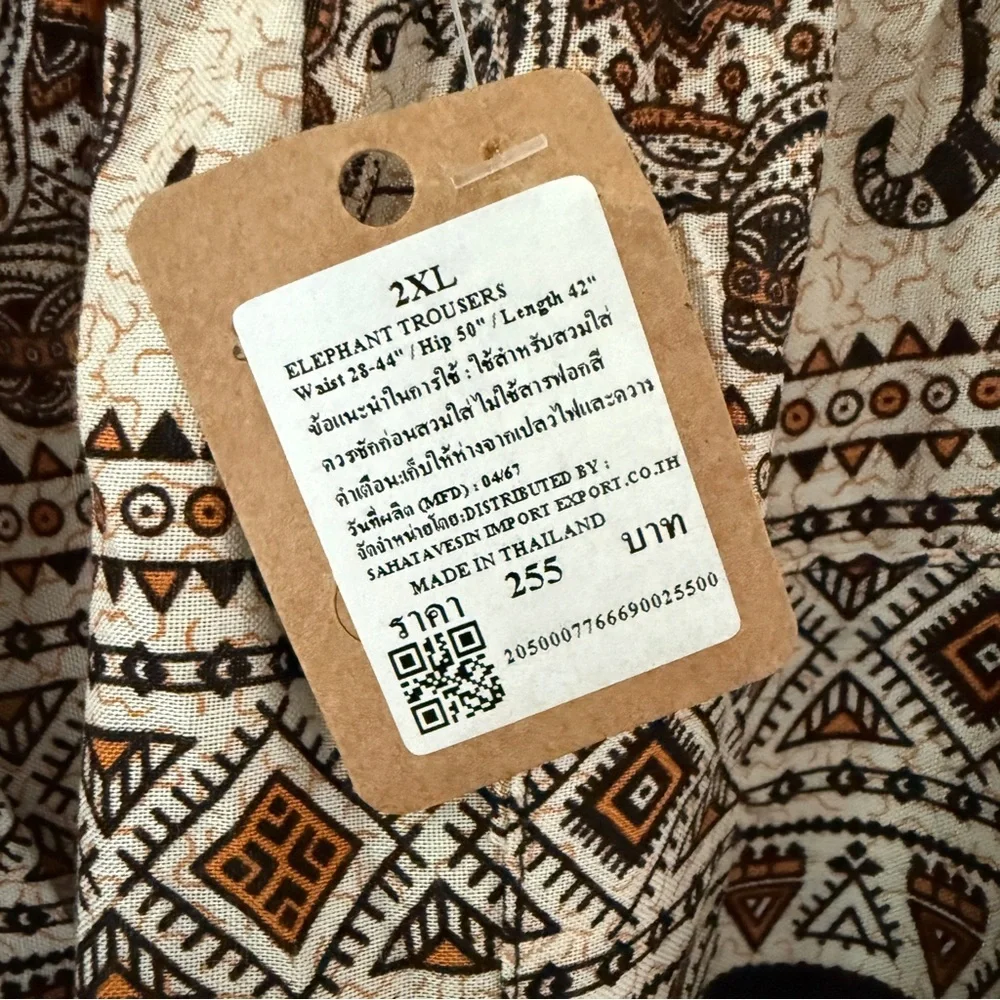 2XL
ELEPHANT TROUSERS
Waist 28-44" / Hip 50" / Length 42"
ข้อแนะนำในการใช้ : ใช้สำหรับสวมใส่
ควรซักก่อนสวมใส่ ไม่ใช้สารฟอกสี
คำเตือน:เก็บให้ห่างจากเปลวไฟและความ
วันที่ผลิต (MFD) : 04/67
จัดจำหน่ายโดย:DISTRIBUTED BY :
SAHATAVESIN IMPORT EXPORT.CO.TH
MADE IN THAILAND
ราคา 255 บาท
2050007766690025500